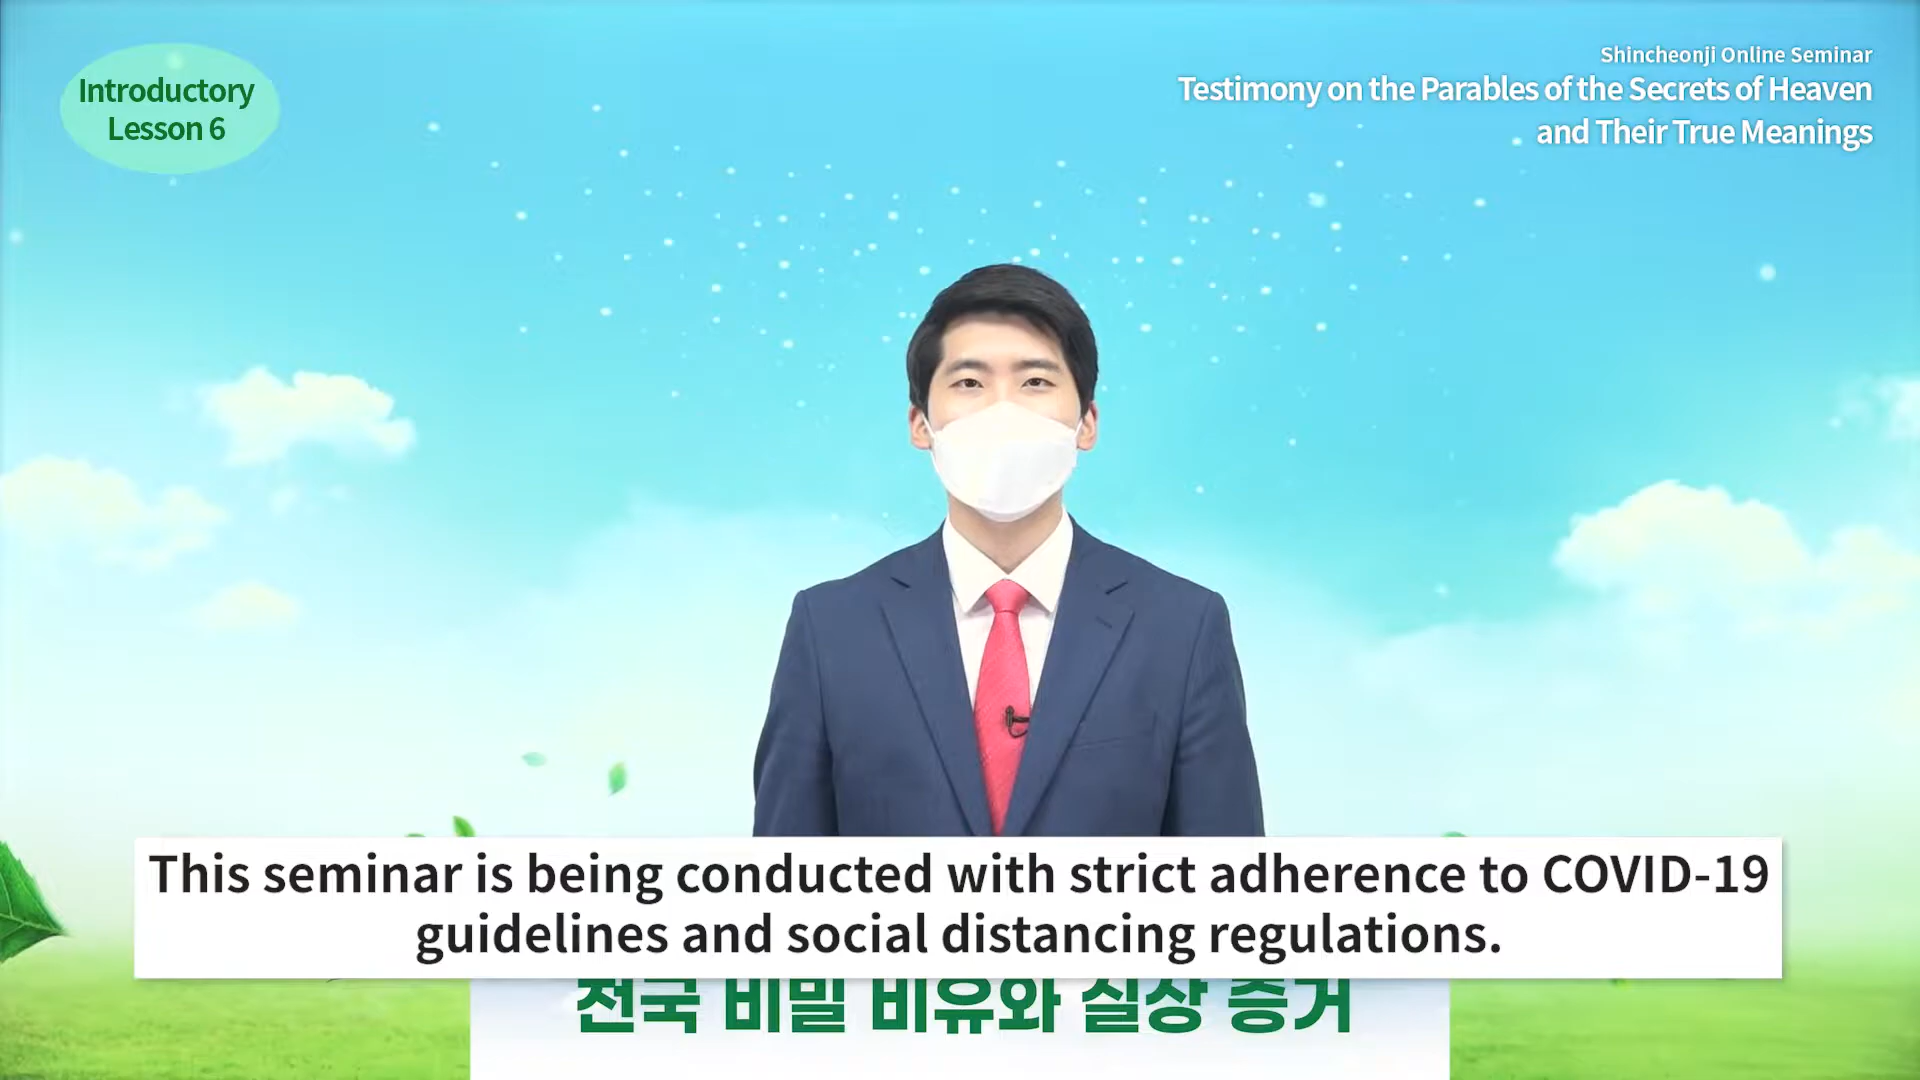 Introductory
Lesson 6
Shincheonji Online Seminar
Testimony on the Parables of the Secrets of Heaven
and Their True Meanings
This seminar is being conducted with strict adherence to COVID-19
guidelines and social distancing regulations.
천국 비밀 비유와 실상 증거